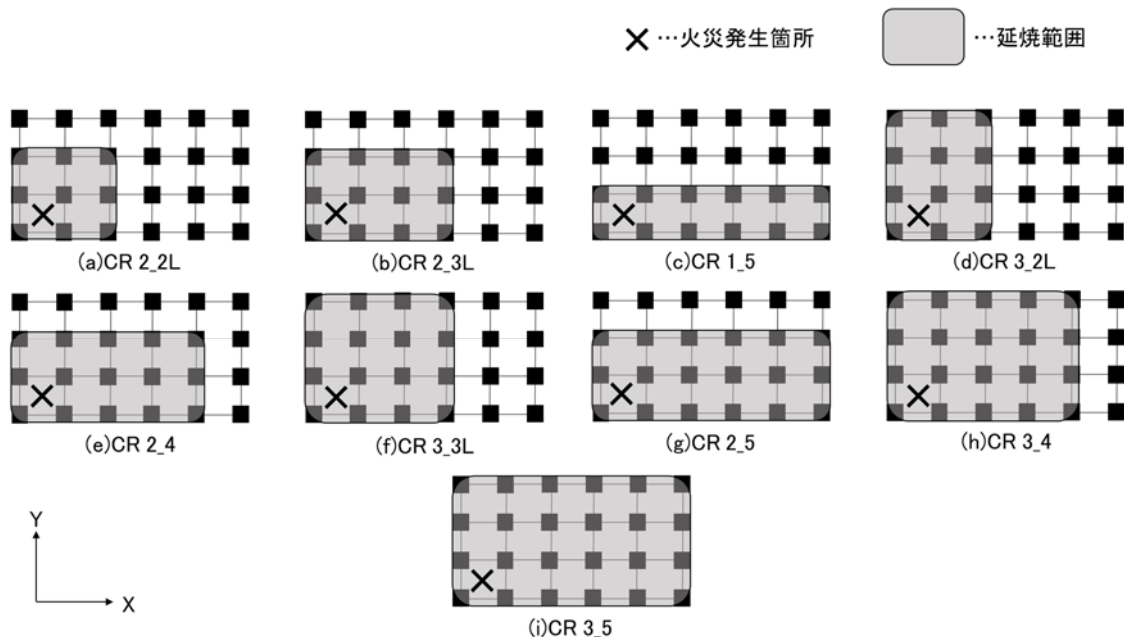 ×…火災発生箇所
…延焼範囲
(a)CR 2_2L
(b)CR 2_3L
(c)CR 1_5
(d)CR 3_2L
(e)CR 2_4
(f)CR 3_3L
(g)CR 2_5
(h)CR 3_4
Y
X
(i)CR 3_5